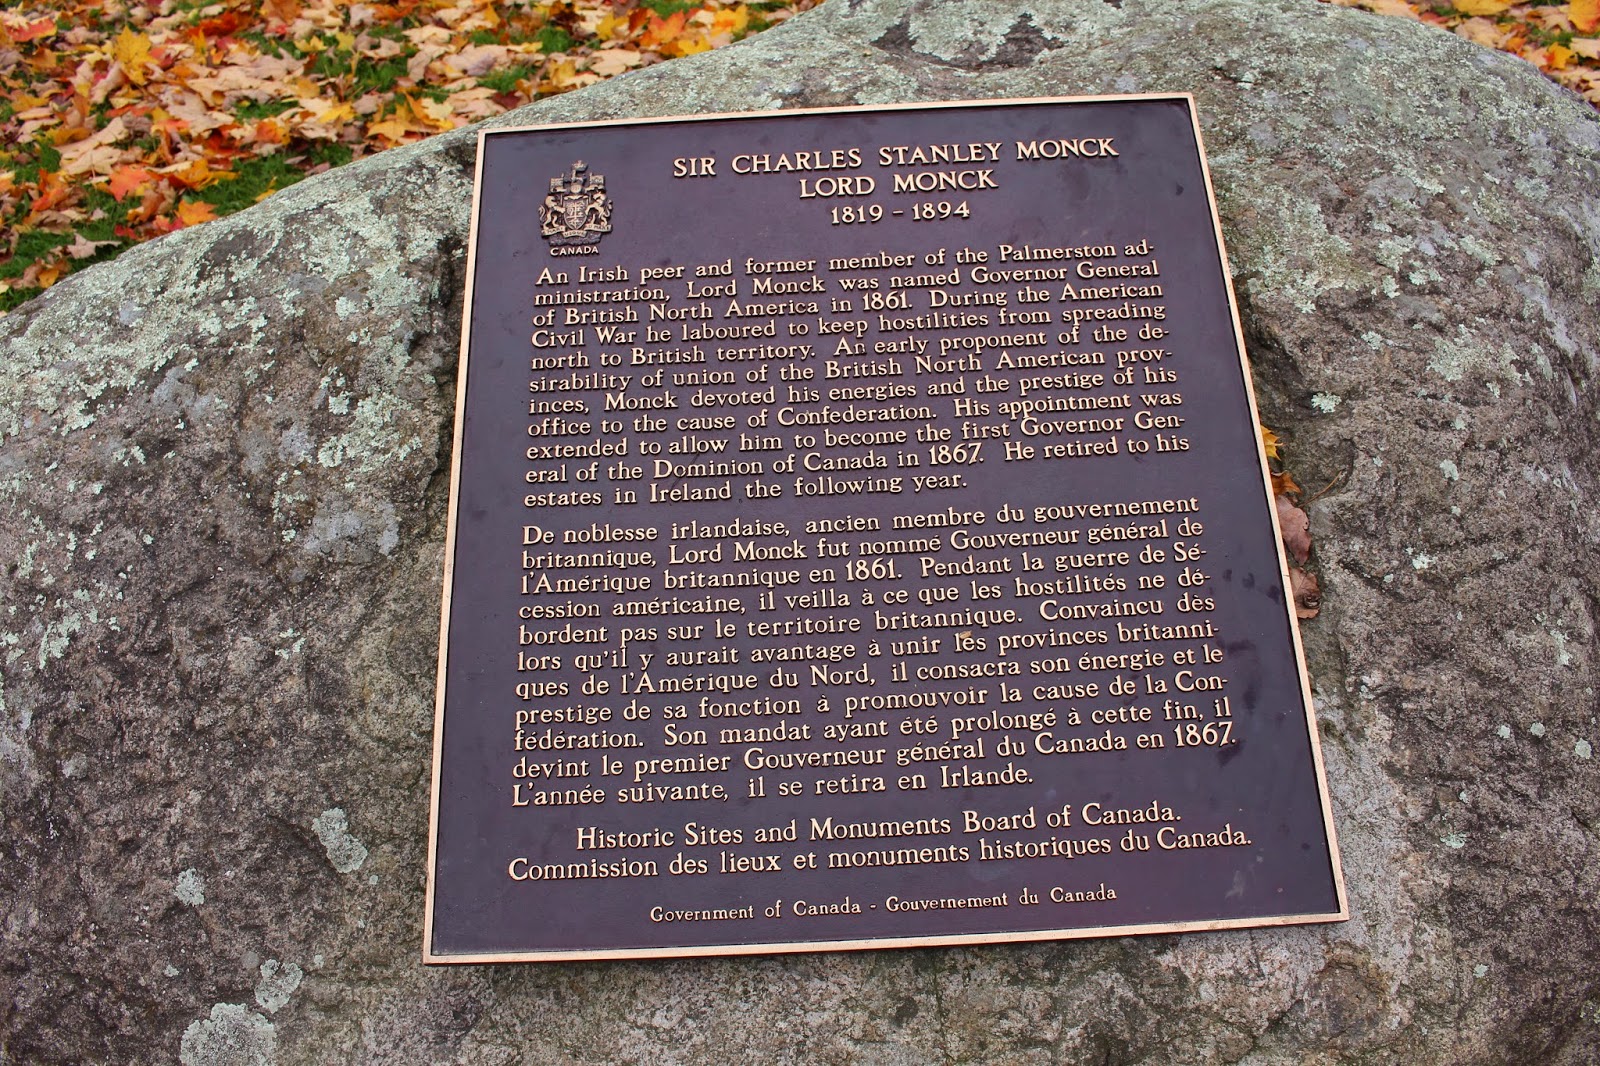 SIR CHARLES STANLEY MONCK
LORD MONCK
1819 - 1894
CANADA
An Irish peer and former member of the Palmerston ad-
ministration, Lord Monck was named Governor General
of British North America in 1861. During the American
Civil War he laboured to keep hostilities from spreading
north to British territory. An early proponent of the de-
sirability of union of the British North American prov-
inces, Monck devoted his energies and the prestige of his
office to the cause of Confederation. His appointment was
extended to allow him to become the first Governor Gen-
eral of the Dominion of Canada in 1867. He retired to his
estates in Ireland the following year.
De noblesse irlandaise, ancien membre du gouvernement
britannique, Lord Monck fut nommé Gouverneur général de
l'Amérique britannique en 1861. Pendant la guerre de Sé-
cession américaine, il veilla à ce que les hostilités ne dé-
bordent pas sur le territoire britannique. Convaincu dès
lors qu'il y aurait avantage à unir les provinces britanni-
ques de l'Amérique du Nord, il consacra son énergie et le
prestige de sa fonction à promouvoir la cause de la Con-
fédération. Son mandat ayant été prolongé à cette fin, il
devint le premier Gouverneur général du Canada en 1867.
L'année suivante, il se retira en Irlande.
Historic Sites and Monuments Board of Canada.
Commission des lieux et monuments historiques du Canada.
Government of Canada - Gouvernement du Canada